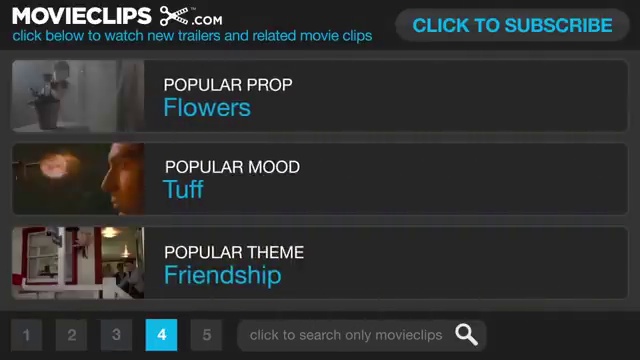 MOVIECLIPS.COM
click below to watch new trailers and related movie clips
CLICK TO SUBSCRIBE
POPULAR PROP
Flowers
POPULAR MOOD
Tuff
POPULAR THEME
Friendship
1 2 3 4 5
click to search only movieclips